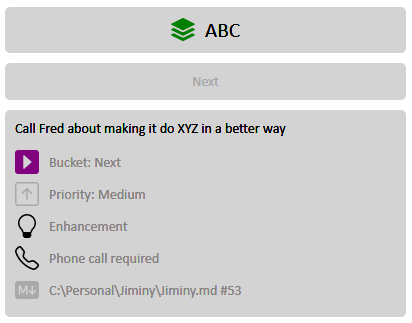 ABC
Next
Call Fred about making it do XYZ in a better way
Bucket: Next
Priority: Medium
Enhancement
Phone call required
M↓ C:\Personal\Jiminy\Jiminy.md #53